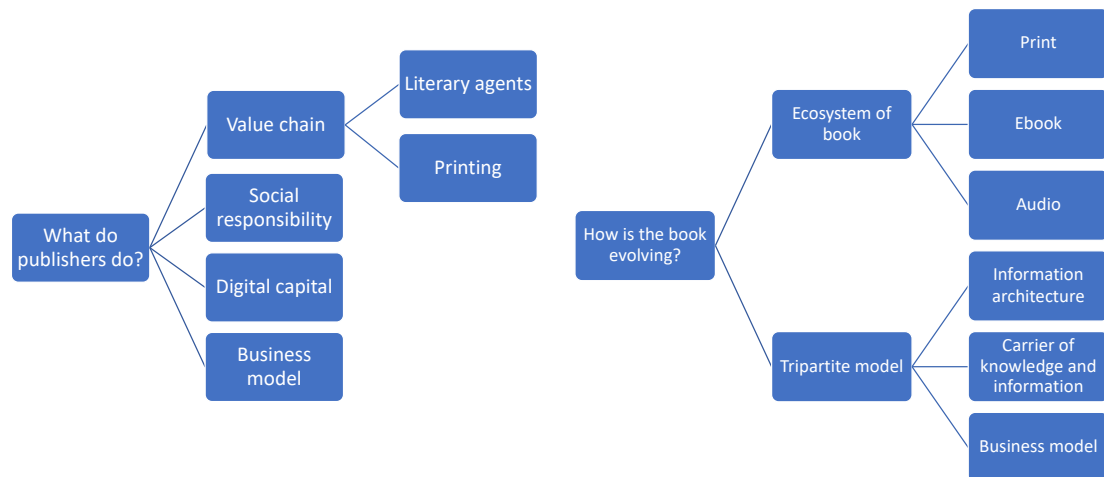 What do
publishers do?
Value chain
Literary agents
Printing
Social
responsibility
Digital capital
Business
model
How is the book
evolving?
Ecosystem of
book
Print
Ebook
Audio
Tripartite model
Information
architecture
Carrier of
knowledge and
information
Business model